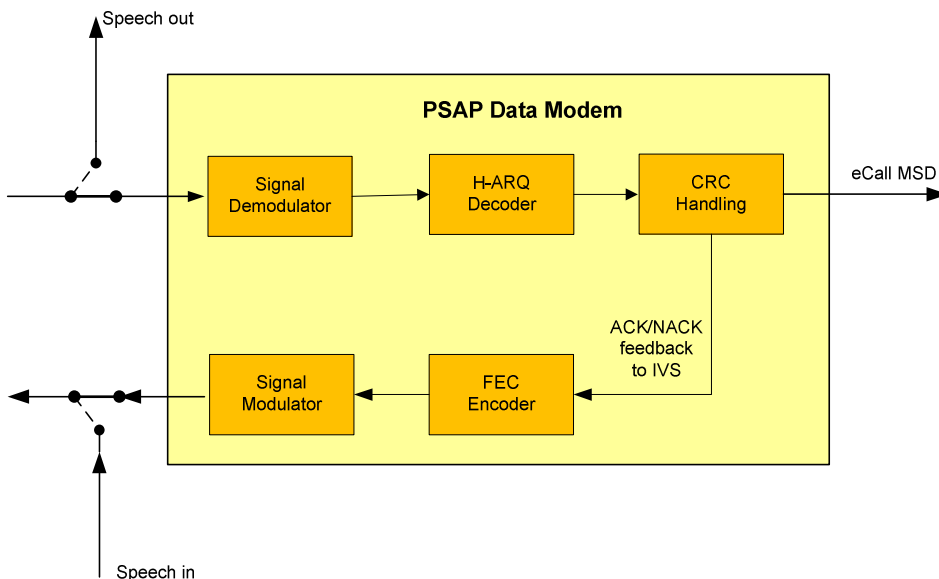 Speech out
PSAP Data Modem
Signal
Demodulator
H-ARQ
Decoder
CRC
Handling
eCall MSD
ACK/NACK
feedback
to IVS
Signal
Modulator
FEC
Encoder
Speech in